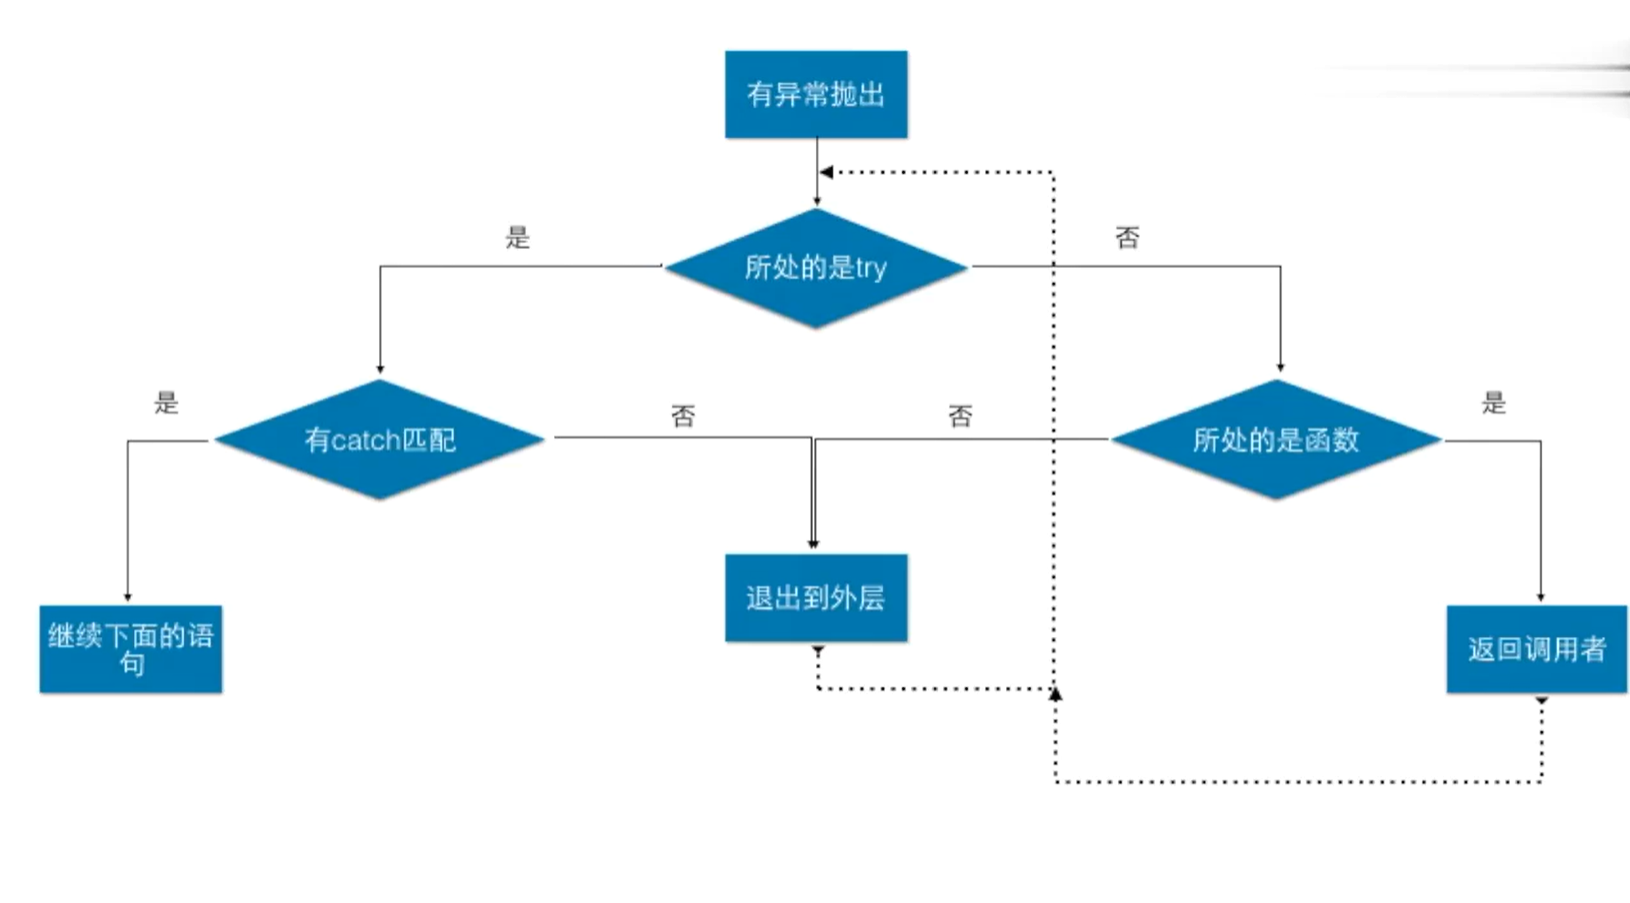 有异常抛出
是
否
所处的是try
是
否
否
是
有catch匹配
所处的是函数
退出到外层
继续下面的语
句
返回调用者